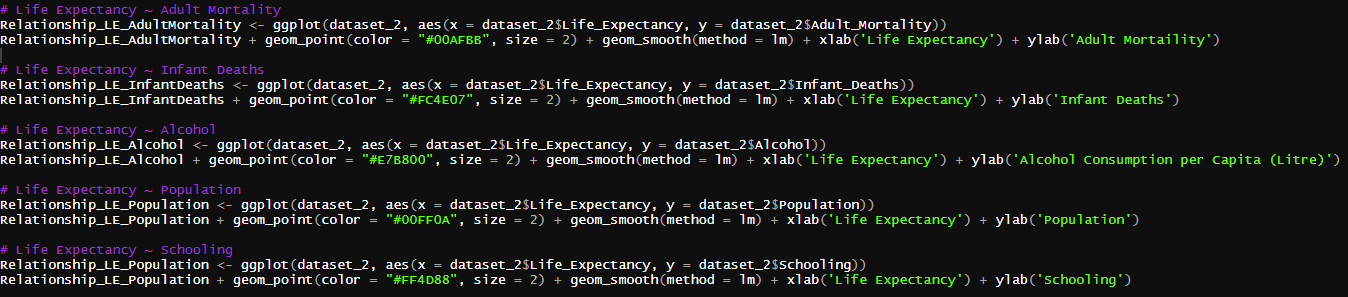 # Life Expectancy ~ Adult Mortality
Relationship_LE_AdultMortality <- ggplot(dataset_2, aes(x = dataset_2$Life_Expectancy, y = dataset_2$Adult_Mortality))
Relationship_LE_AdultMortality + geom_point(color = "#00AFBB", size = 2) + geom_smooth(method = lm) + xlab('Life Expectancy') + ylab('Adult Mortaility')
# Life Expectancy ~ Infant Deaths
Relationship_LE_InfantDeaths <- ggplot(dataset_2, aes(x = dataset_2$Life_Expectancy, y = dataset_2$Infant_Deaths))
Relationship_LE_InfantDeaths + geom_point(color = "#FC4E07", size = 2) + geom_smooth(method = lm) + xlab('Life Expectancy') + ylab('Infant Deaths')
# Life Expectancy ~ Alcohol
Relationship_LE_Alcohol <- ggplot(dataset_2, aes(x = dataset_2$Life_Expectancy, y = dataset_2$Alcohol))
Relationship_LE_Alcohol + geom_point(color = "#E7B800", size = 2) + geom_smooth(method = lm) + xlab('Life Expectancy') + ylab('Alcohol Consumption per Capita (Litre)')
# Life Expectancy ~ Population
Relationship_LE_Population <- ggplot(dataset_2, aes(x = dataset_2$Life_Expectancy, y = dataset_2$Population))
Relationship_LE_Population + geom_point(color = "#00FF0A", size = 2) + geom_smooth(method = lm) + xlab('Life Expectancy') + ylab('Population')
# Life Expectancy ~ Schooling
Relationship_LE_Population <- ggplot(dataset_2, aes(x = dataset_2$Life_Expectancy, y = dataset_2$Schooling))
Relationship_LE_Population + geom_point(color = "#FF4D88", size = 2) + geom_smooth(method = lm) + xlab('Life Expectancy') + ylab('Schooling')